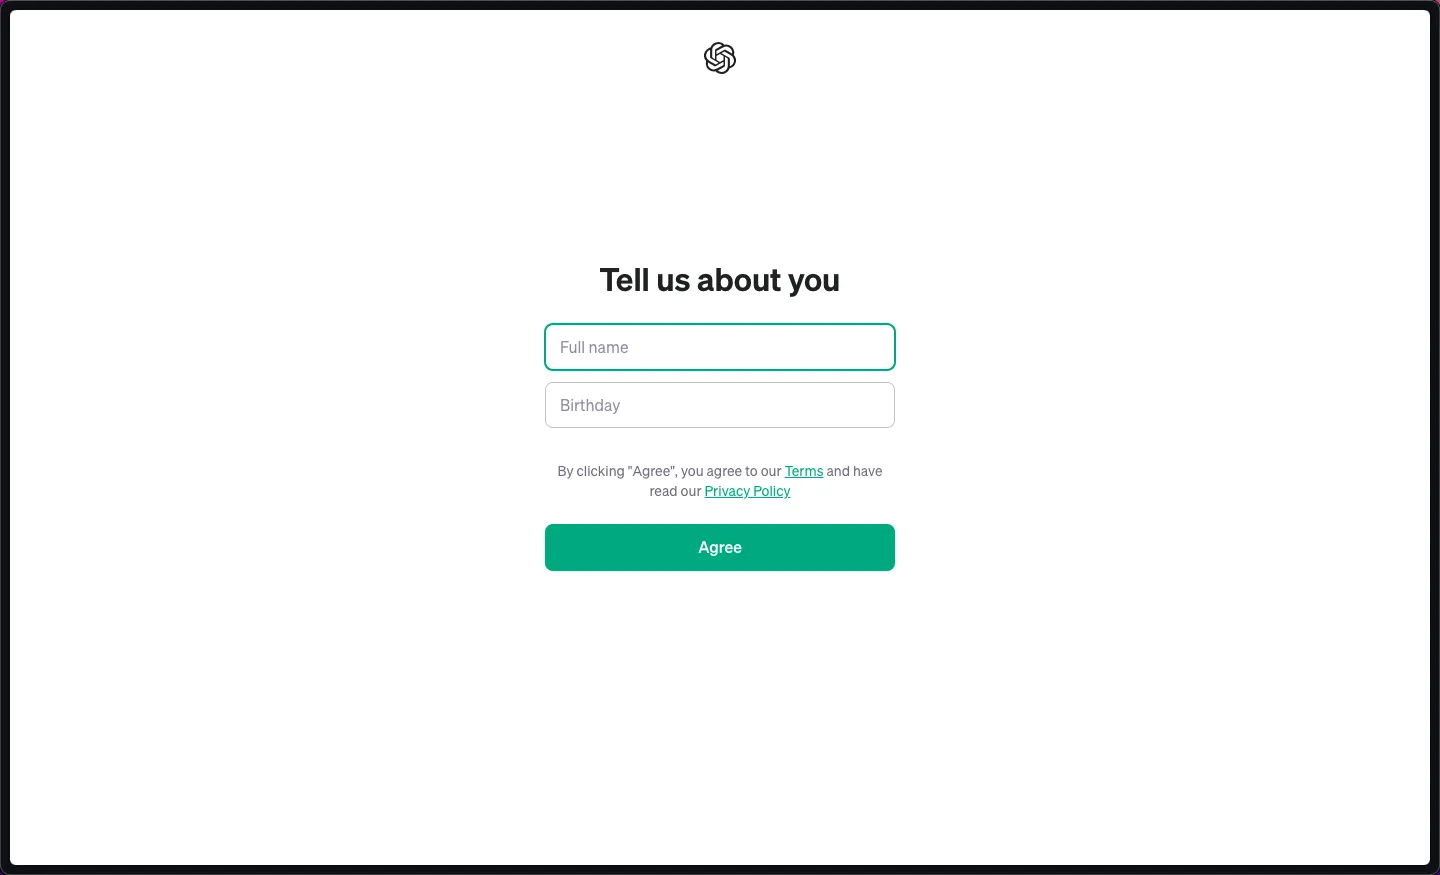 Tell us about you
Full name
Birthday
By clicking "Agree", you agree to our Terms and have
read our Privacy Policy
Agree